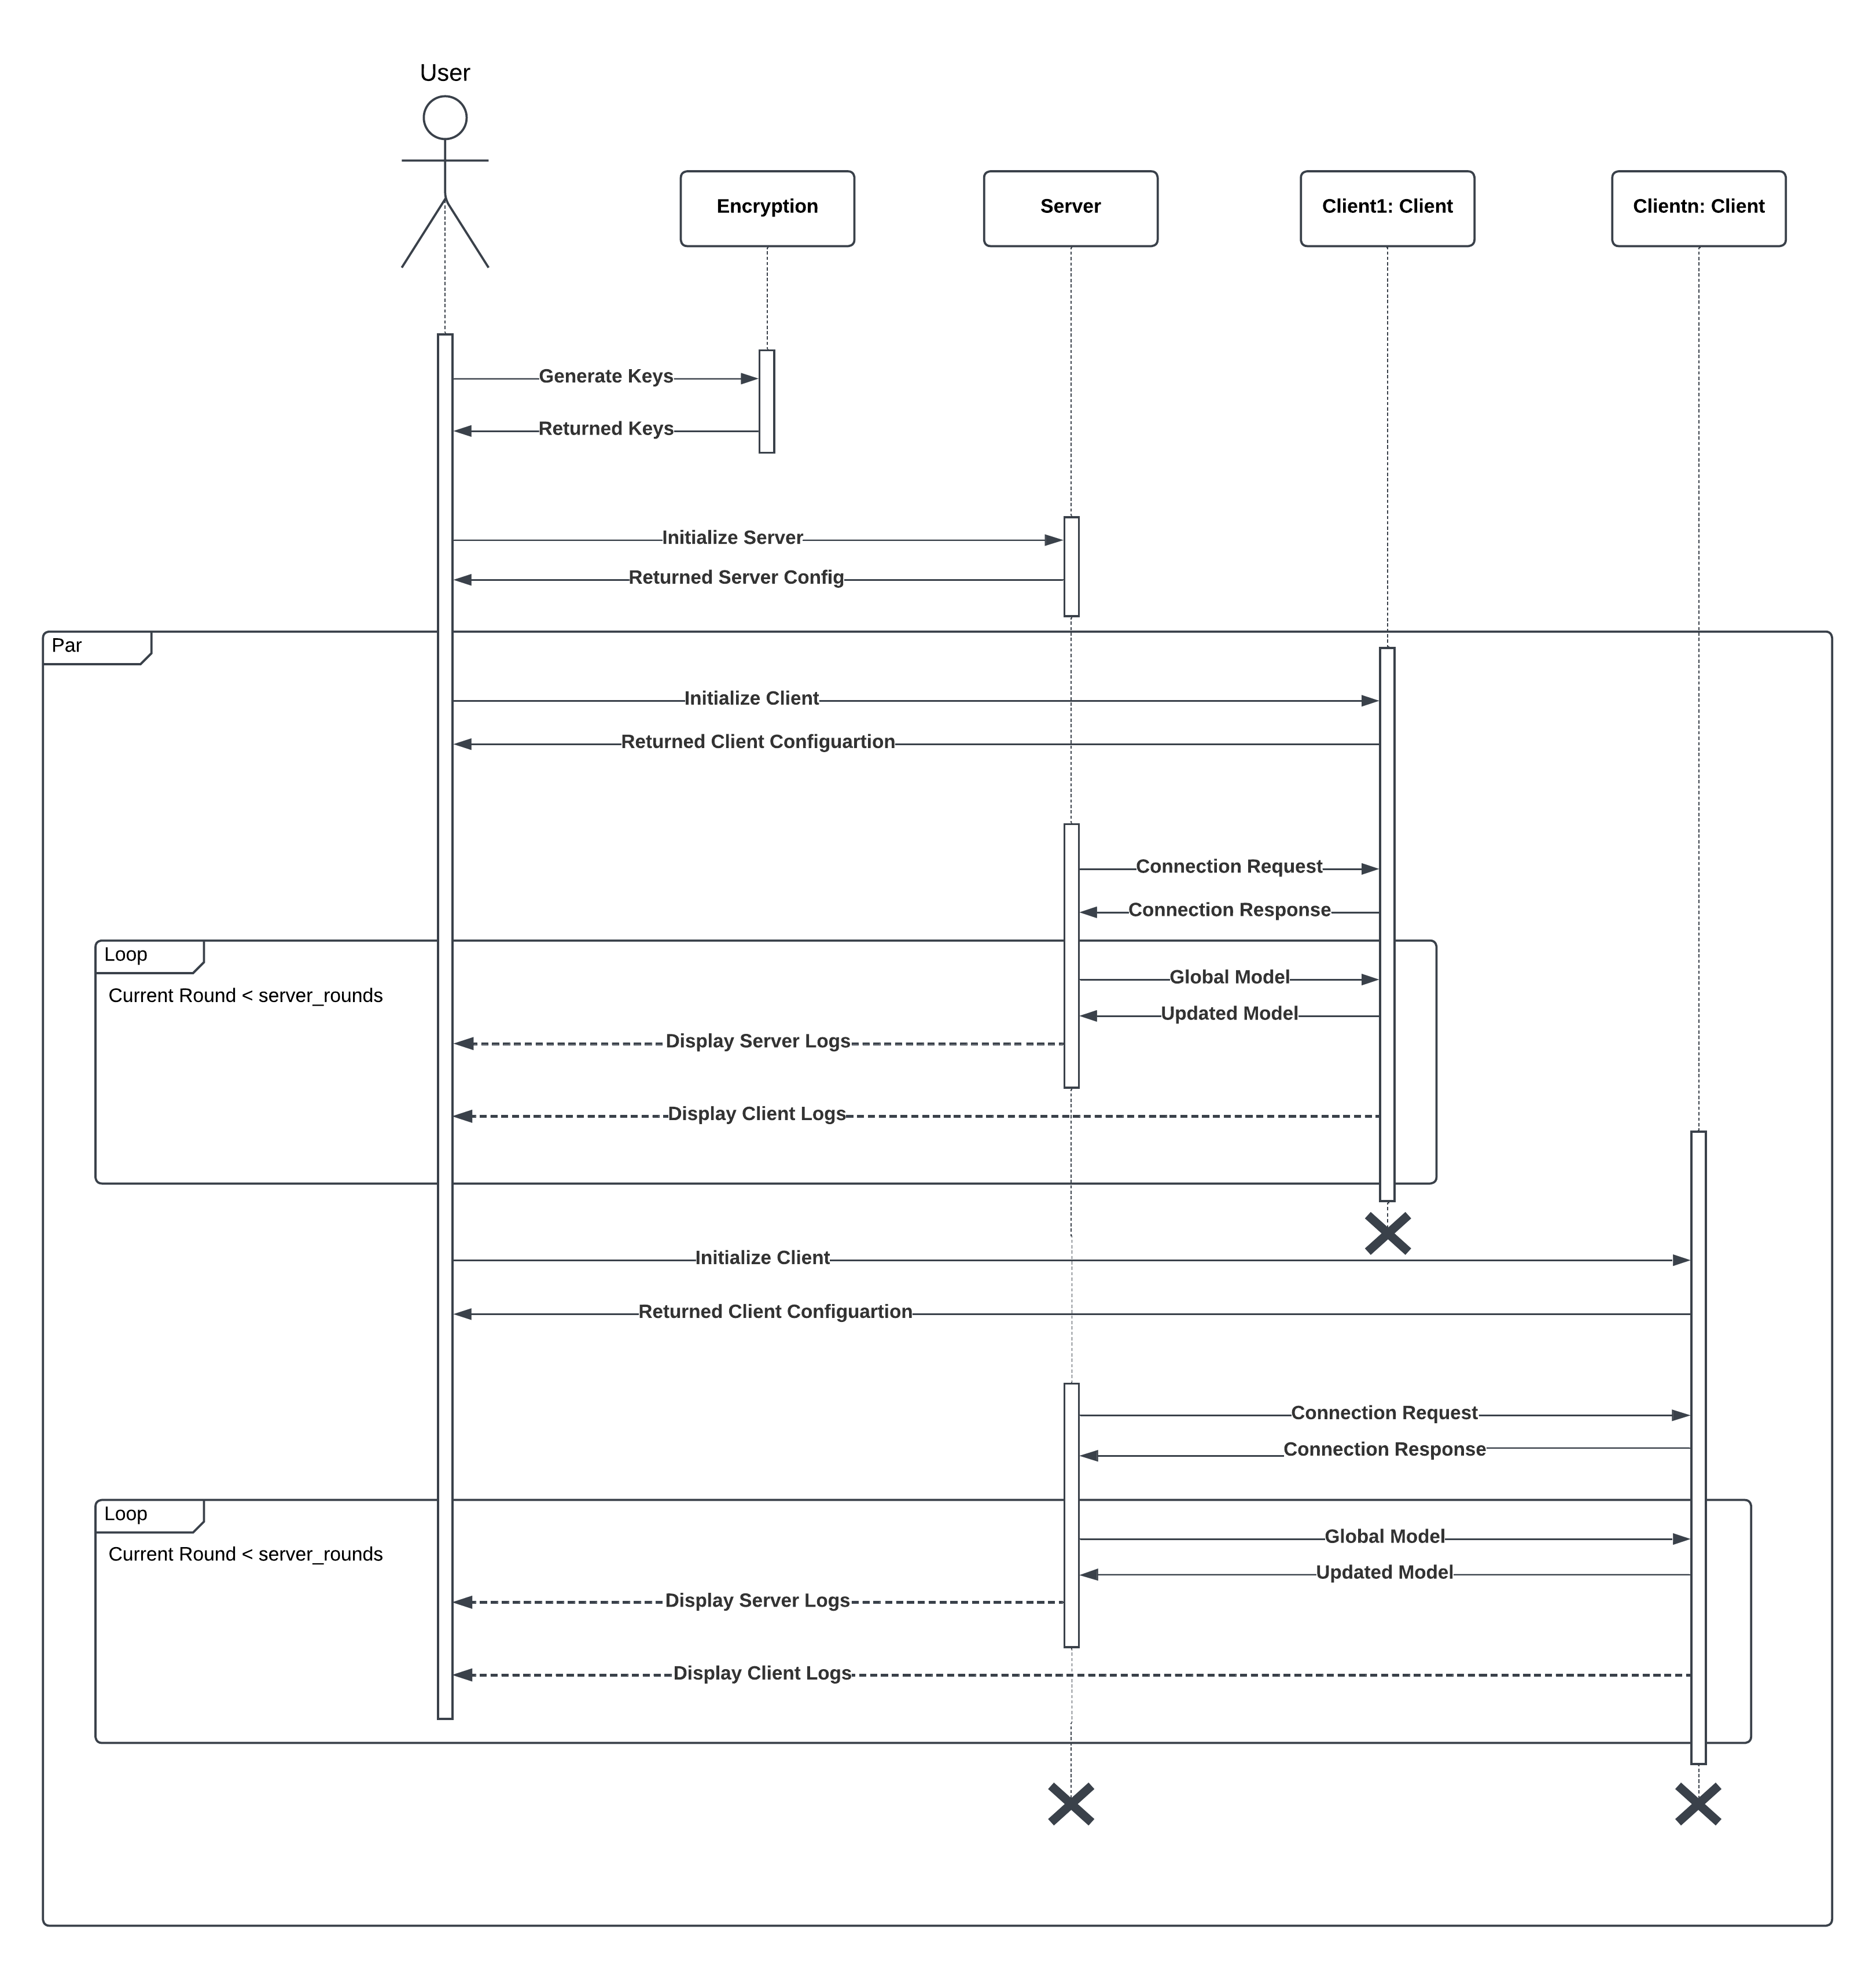 User
Encryption
Server
Client1: Client
Clientn: Client
Generate Keys
Returned Keys
Initialize Server
Returned Server Config
Par
Initialize Client
Returned Client Configuartion
Connection Request
Connection Response
Loop
Current Round < server_rounds
Global Model
Updated Model
Display Server Logs
Display Client Logs
Initialize Client
Returned Client Configuartion
Connection Request
Connection Response
Loop
Current Round < server_rounds
Global Model
Updated Model
Display Server Logs
Display Client Logs